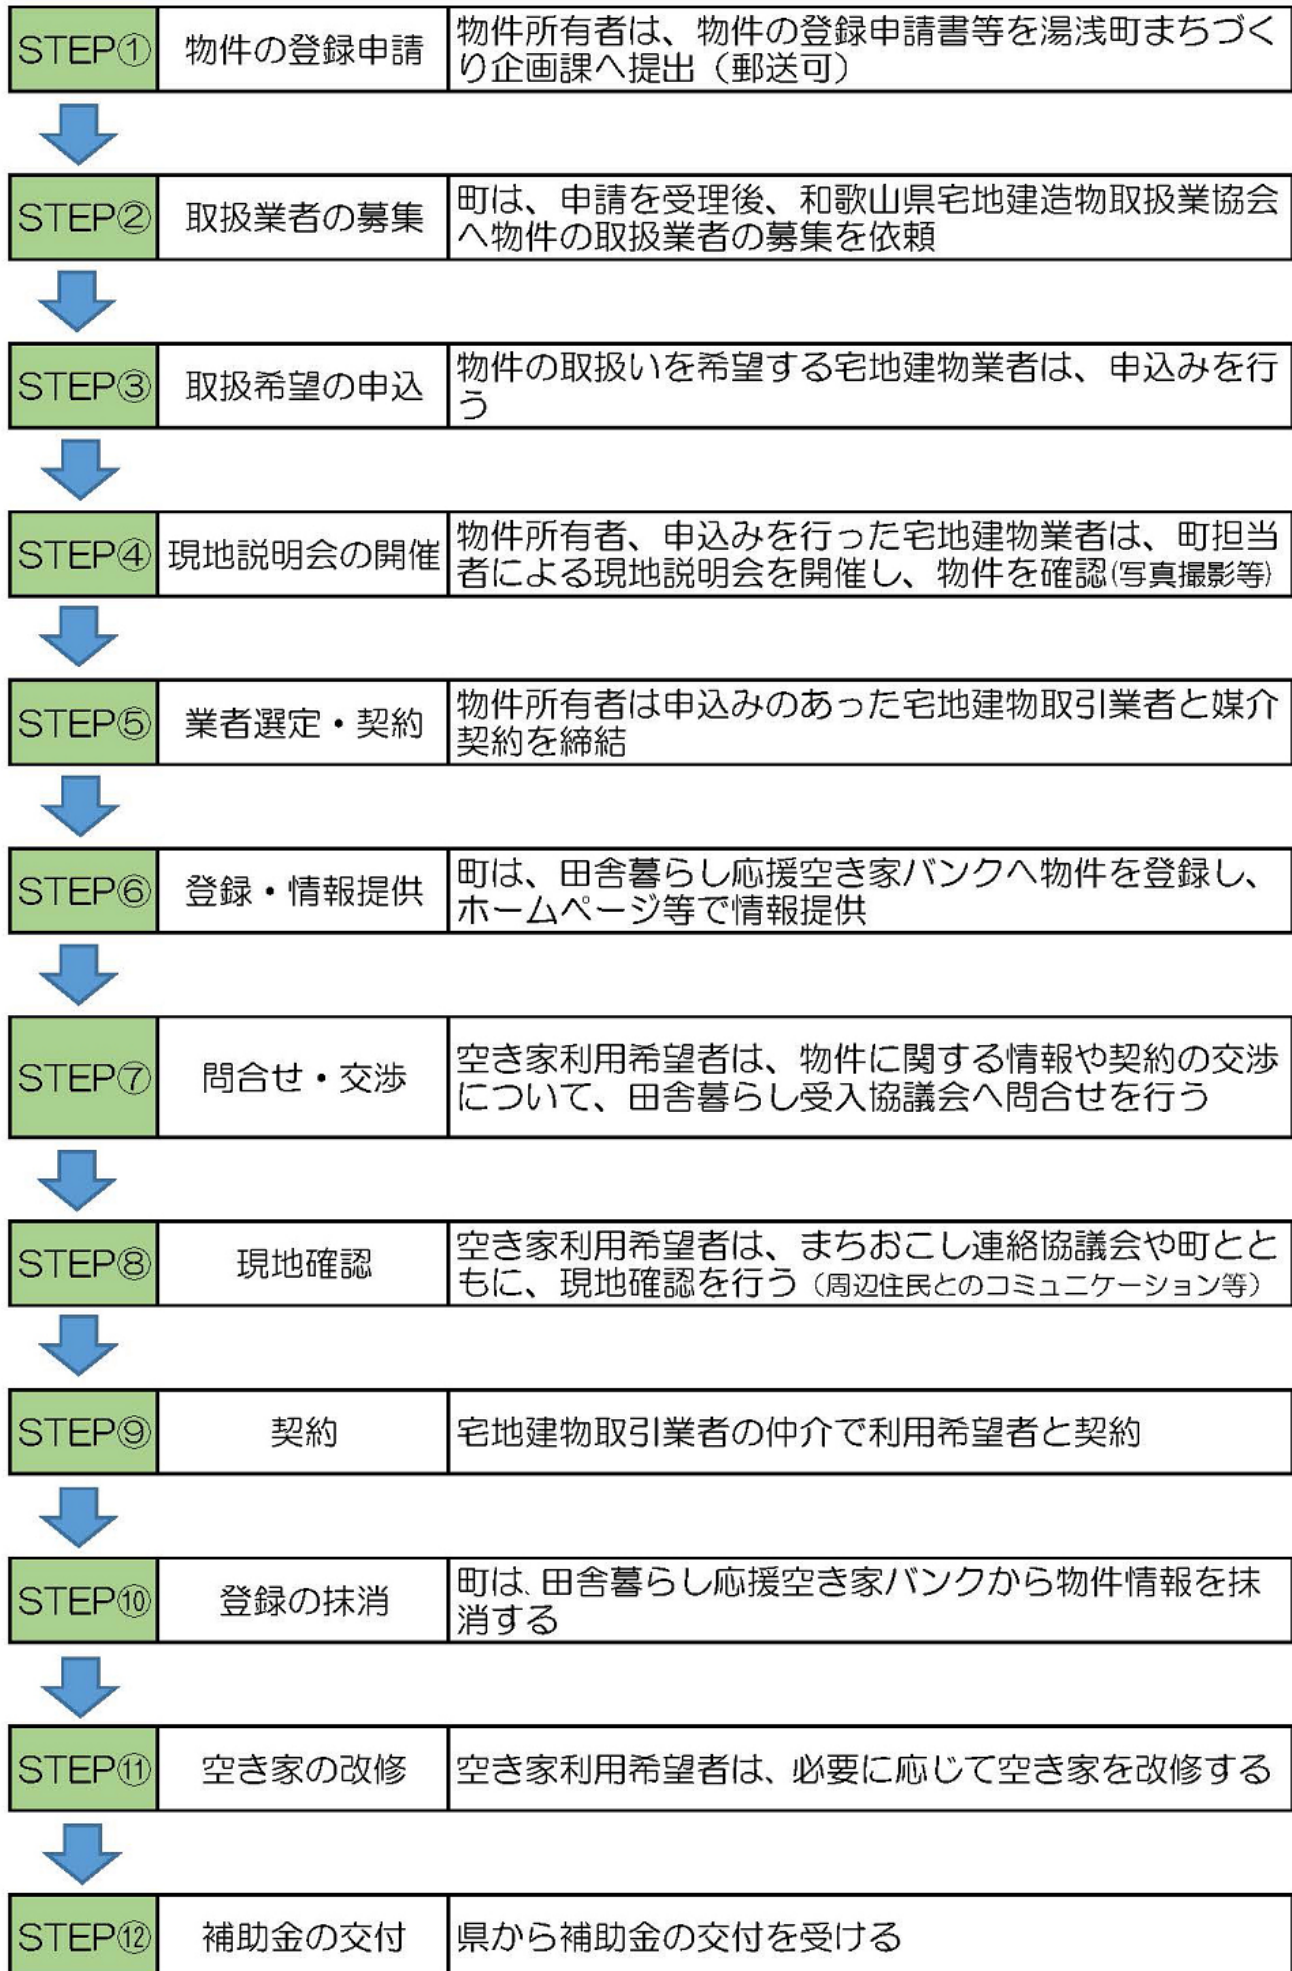 STEP①
物件の登録申請
物件所有者は、物件の登録申請書等を湯浅町まちづく
り企画課へ提出（郵送可）
STEP②
取扱業者の募集
町は、申請を受理後、和歌山県宅地建造物取扱業協会
へ物件の取扱業者の募集を依頼
STEP③
取扱希望の申込
物件の取扱いを希望する宅地建物業者は、申込みを行
う
STEP④
現地説明会の開催
物件所有者、申込みを行った宅地建物業者は、町担当
者による現地説明会を開催し、物件を確認(写真撮影等)
STEP⑤
業者選定・契約
物件所有者は申込みのあった宅地建物取引業者と媒介
契約を締結
STEP⑥
登録・情報提供
町は、田舎暮らし応援空き家バンクへ物件を登録し、
ホームページ等で情報提供
STEP⑦
問合せ・交渉
空き家利用希望者は、物件に関する情報や契約の交渉
について、田舎暮らし受入協議会へ問合せを行う
STEP⑧
現地確認
空き家利用希望者は、まちおこし連絡協議会や町とと
もに、現地確認を行う（周辺住民とのコミュニケーション等）
STEP⑨
契約
宅地建物取引業者の仲介で利用希望者と契約
STEP⑩
登録の抹消
町は、田舎暮らし応援空き家バンクから物件情報を抹
消する
STEP⑪
空き家の改修
空き家利用希望者は、必要に応じて空き家を改修する
STEP⑫
補助金の交付
県から補助金の交付を受ける